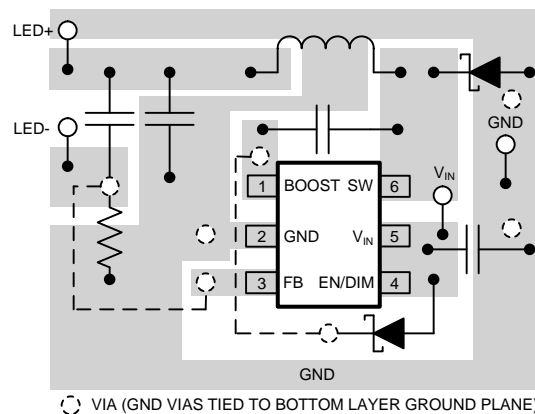 LED+
LED-
GND
VIN
1 BOOST SW 6
2 GND VIN 5
3 FB EN/DIM 4
GND
VIA (GND VIAS TIED TO BOTTOM LAYER GROUND PLANE)